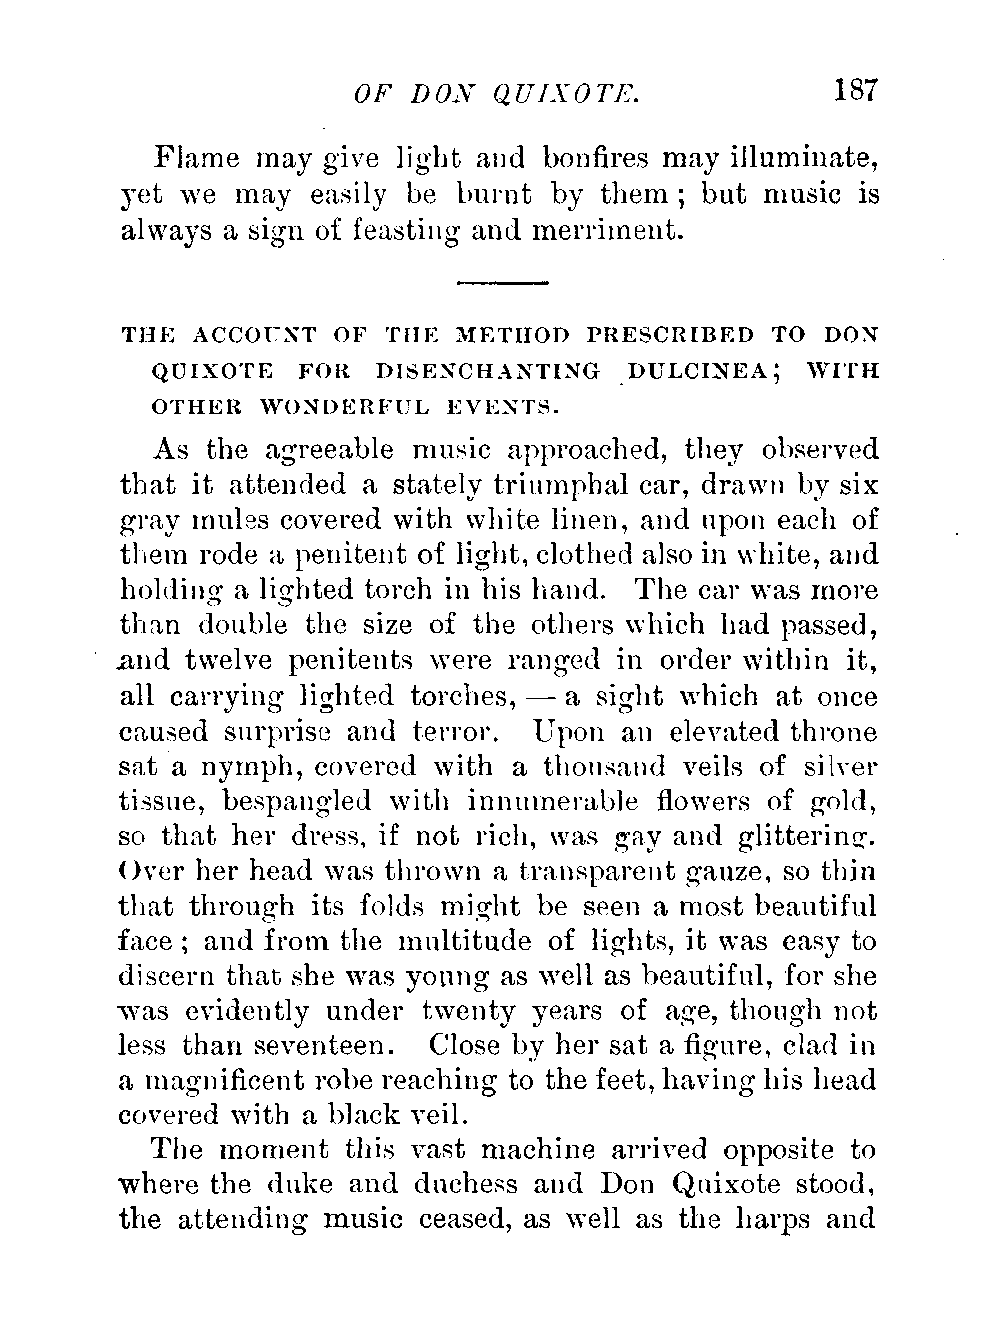 OF DON QUIXOTE. 187
Flame may give light and bonfires may illuminate,
yet we may easily be burnt by them ; but music is
always a sign of feasting and merriment.
THE ACCOUNT OF THE METHOD PRESCRIBED TO DON
QUIXOTE FOR DISENCHANTING DULCINEA; WITH
OTHER WONDERFUL EVENTS.
As the agreeable music approached, they observed
that it attended a stately triumphal car, drawn by six
gray mules covered with white linen, and upon each of
them rode a penitent of light, clothed also in white, and
holding a lighted torch in his hand. The car was more
than double the size of the others which had passed,
and twelve penitents were ranged in order within it,
all carrying lighted torches, — a sight which at once
caused surprise and terror. Upon an elevated throne
sat a nymph, covered with a thousand veils of silver
tissue, bespangled with innumerable flowers of gold,
so that her dress, if not rich, was gay and glittering.
Over her head was thrown a transparent gauze, so thin
that through its folds might be seen a most beautiful
face ; and from the multitude of lights, it was easy to
discern that she was young as well as beautiful, for she
was evidently under twenty years of age, though not
less than seventeen. Close by her sat a figure, clad in
a magnificent robe reaching to the feet, having his head
covered with a black veil.
The moment this vast machine arrived opposite to
where the duke and duchess and Don Quixote stood,
the attending music ceased, as well as the harps and